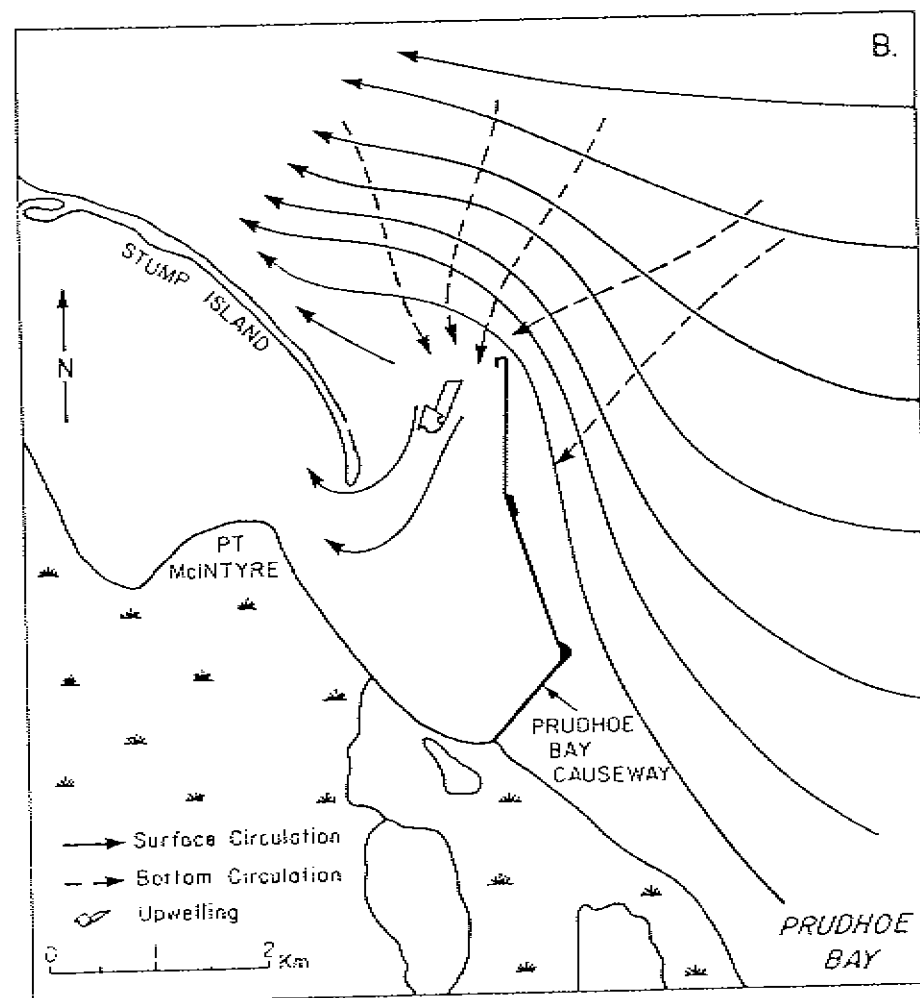 B.
STUMP ISLAND
N
PT
McINTYRE
PRUDHOE
BAY
CAUSEWAY
Surface Circulation
Bottom Circulation
Upwelling
0 2
Km
PRUDHOE
BAY